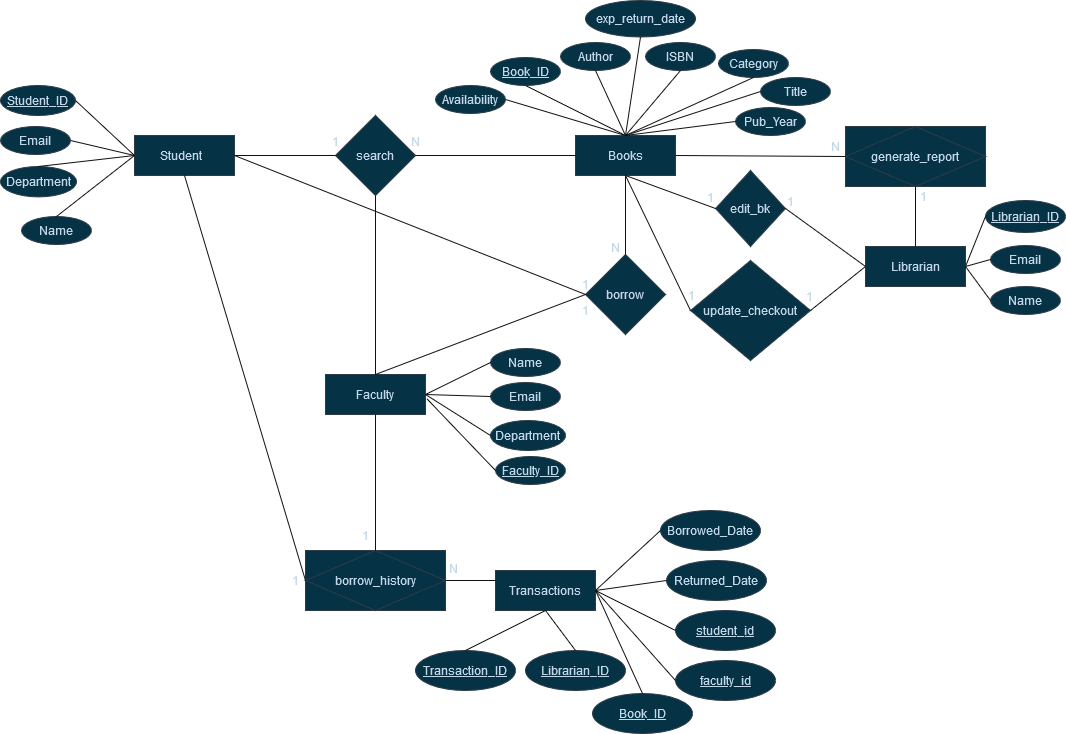 exp_return_date
Author
ISBN
Book_ID
Category
Availability
Title
Pub_Year
Student_ID
Email
Department
Name
Student
1
search
N
Books
N
generate_report
1
1
edit_bk
1
Librarian_ID
Email
Name
Librarian
N
1
1
borrow
1
update_checkout
1
Faculty
Name
Email
Department
Faculty_ID
1
1
borrow_history
N
Transactions
Borrowed_Date
Returned_Date
student_id
faculty_id
Transaction_ID
Librarian_ID
Book_ID